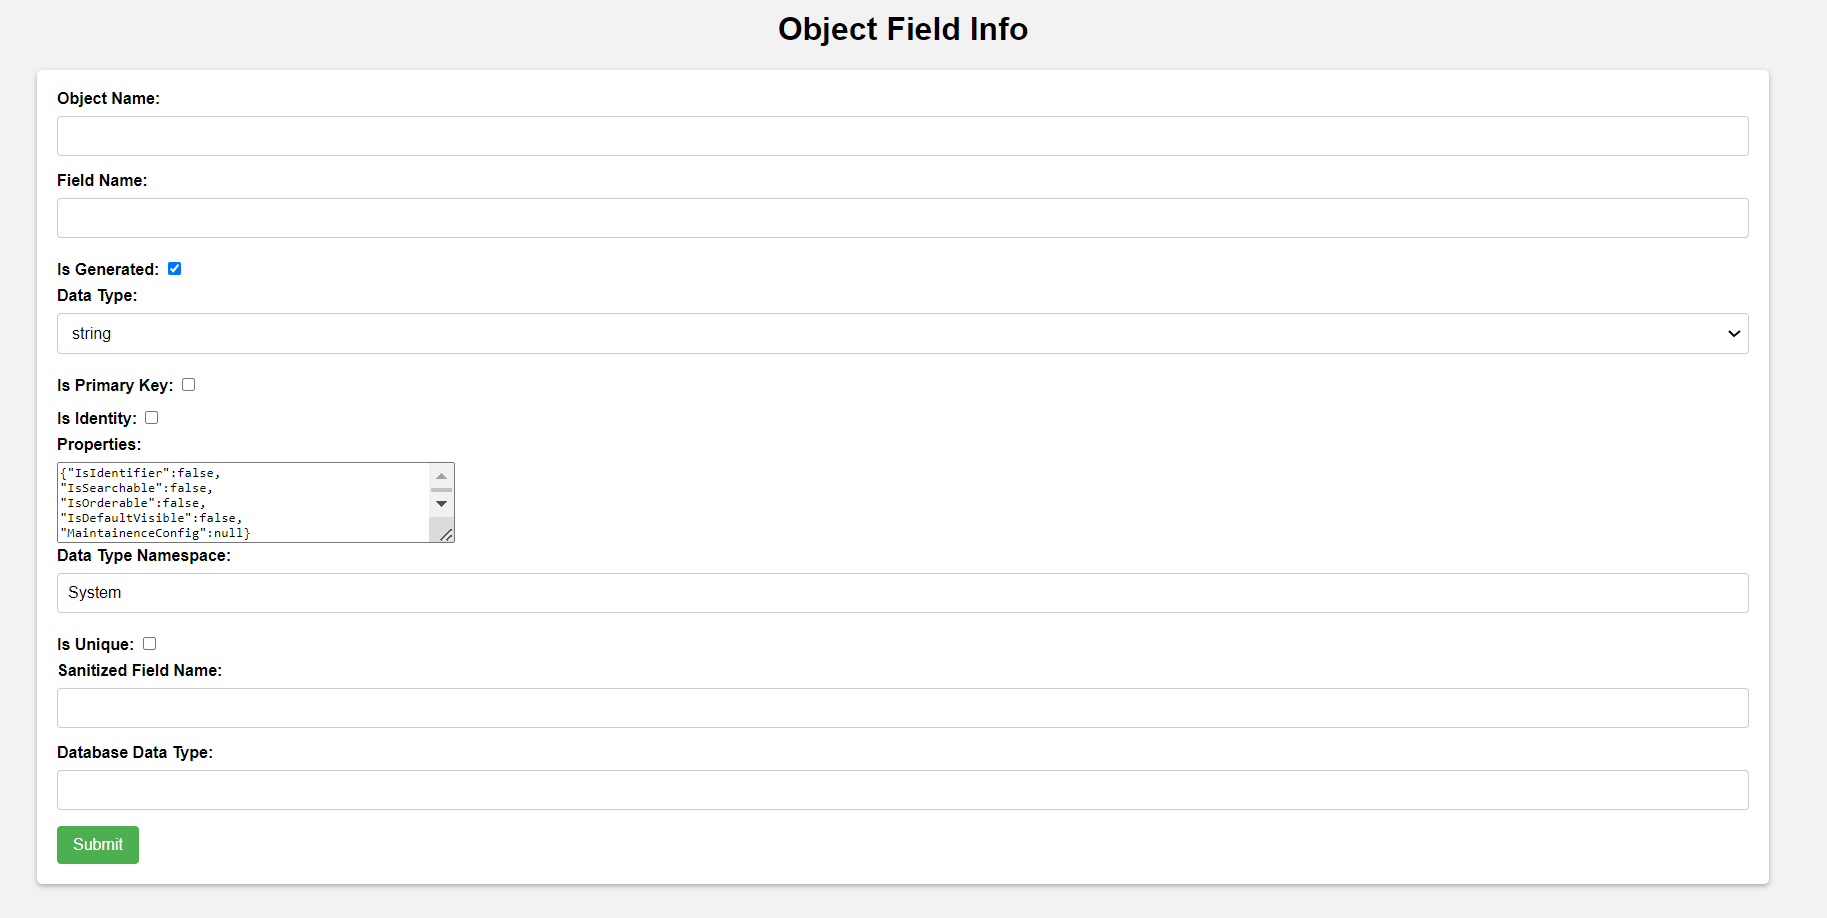 Object Field Info
Object Name:
Field Name:
Is Generated:
Data Type:
string
Is Primary Key:
Is Identity:
Properties:
{"IsIdentifier":false,
"IsSearchable":false,
"IsOrderable":false,
"IsDefaultVisible":false,
"MaintainenceConfig":null}
Data Type Namespace:
System
Is Unique:
Sanitized Field Name:
Database Data Type:
Submit